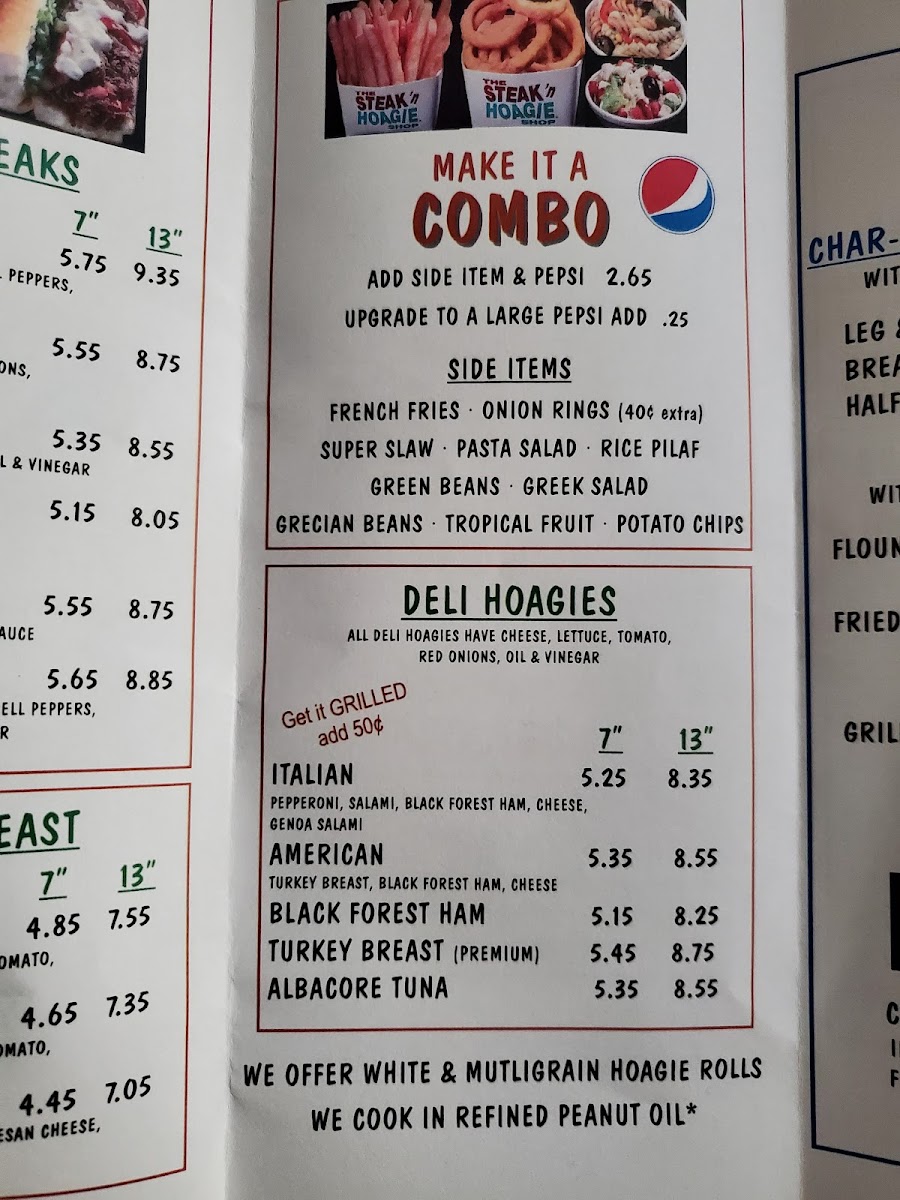 EAKS
7" 13"
5.75 9.35
PEPPERS,
5.55 8.75
ONS,
5.35 8.55
L & VINEGAR
5.15 8.05
5.55 8.75
AUCE
5.65 8.85
ELL PEPPERS,
R
EAST
7" 13"
4.85 7.55
OMATO,
4.65 7.35
OMATO,
4.45 7.05
ESAN CHEESE,
THE
STEAK 'n
HOAGIE
SHOP
THE
STEAK 'n
HOAGIE
SHOP
MAKE IT A
COMBO
ADD SIDE ITEM & PEPSI 2.65
UPGRADE TO A LARGE PEPSI ADD .25
SIDE ITEMS
FRENCH FRIES · ONION RINGS (40¢ extra)
SUPER SLAW · PASTA SALAD · RICE PILAF
GREEN BEANS · GREEK SALAD
GRECIAN BEANS · TROPICAL FRUIT · POTATO CHIPS
DELI HOAGIES
ALL DELI HOAGIES HAVE CHEESE, LETTUCE, TOMATO,
RED ONIONS, OIL & VINEGAR
Get it GRILLED
add 50¢
7" 13"
ITALIAN 5.25 8.35
PEPPERONI, SALAMI, BLACK FOREST HAM, CHEESE,
GENOA SALAMI
AMERICAN 5.35 8.55
TURKEY BREAST, BLACK FOREST HAM, CHEESE
BLACK FOREST HAM 5.15 8.25
TURKEY BREAST (PREMIUM) 5.45 8.75
ALBACORE TUNA 5.35 8.55
WE OFFER WHITE & MUTLIGRAIN HOAGIE ROLLS
WE COOK IN REFINED PEANUT OIL*
CHAR-
WIT
LEG &
BREA
HALF
WIT
FLOUN
FRIED
GRIL
C
I
F